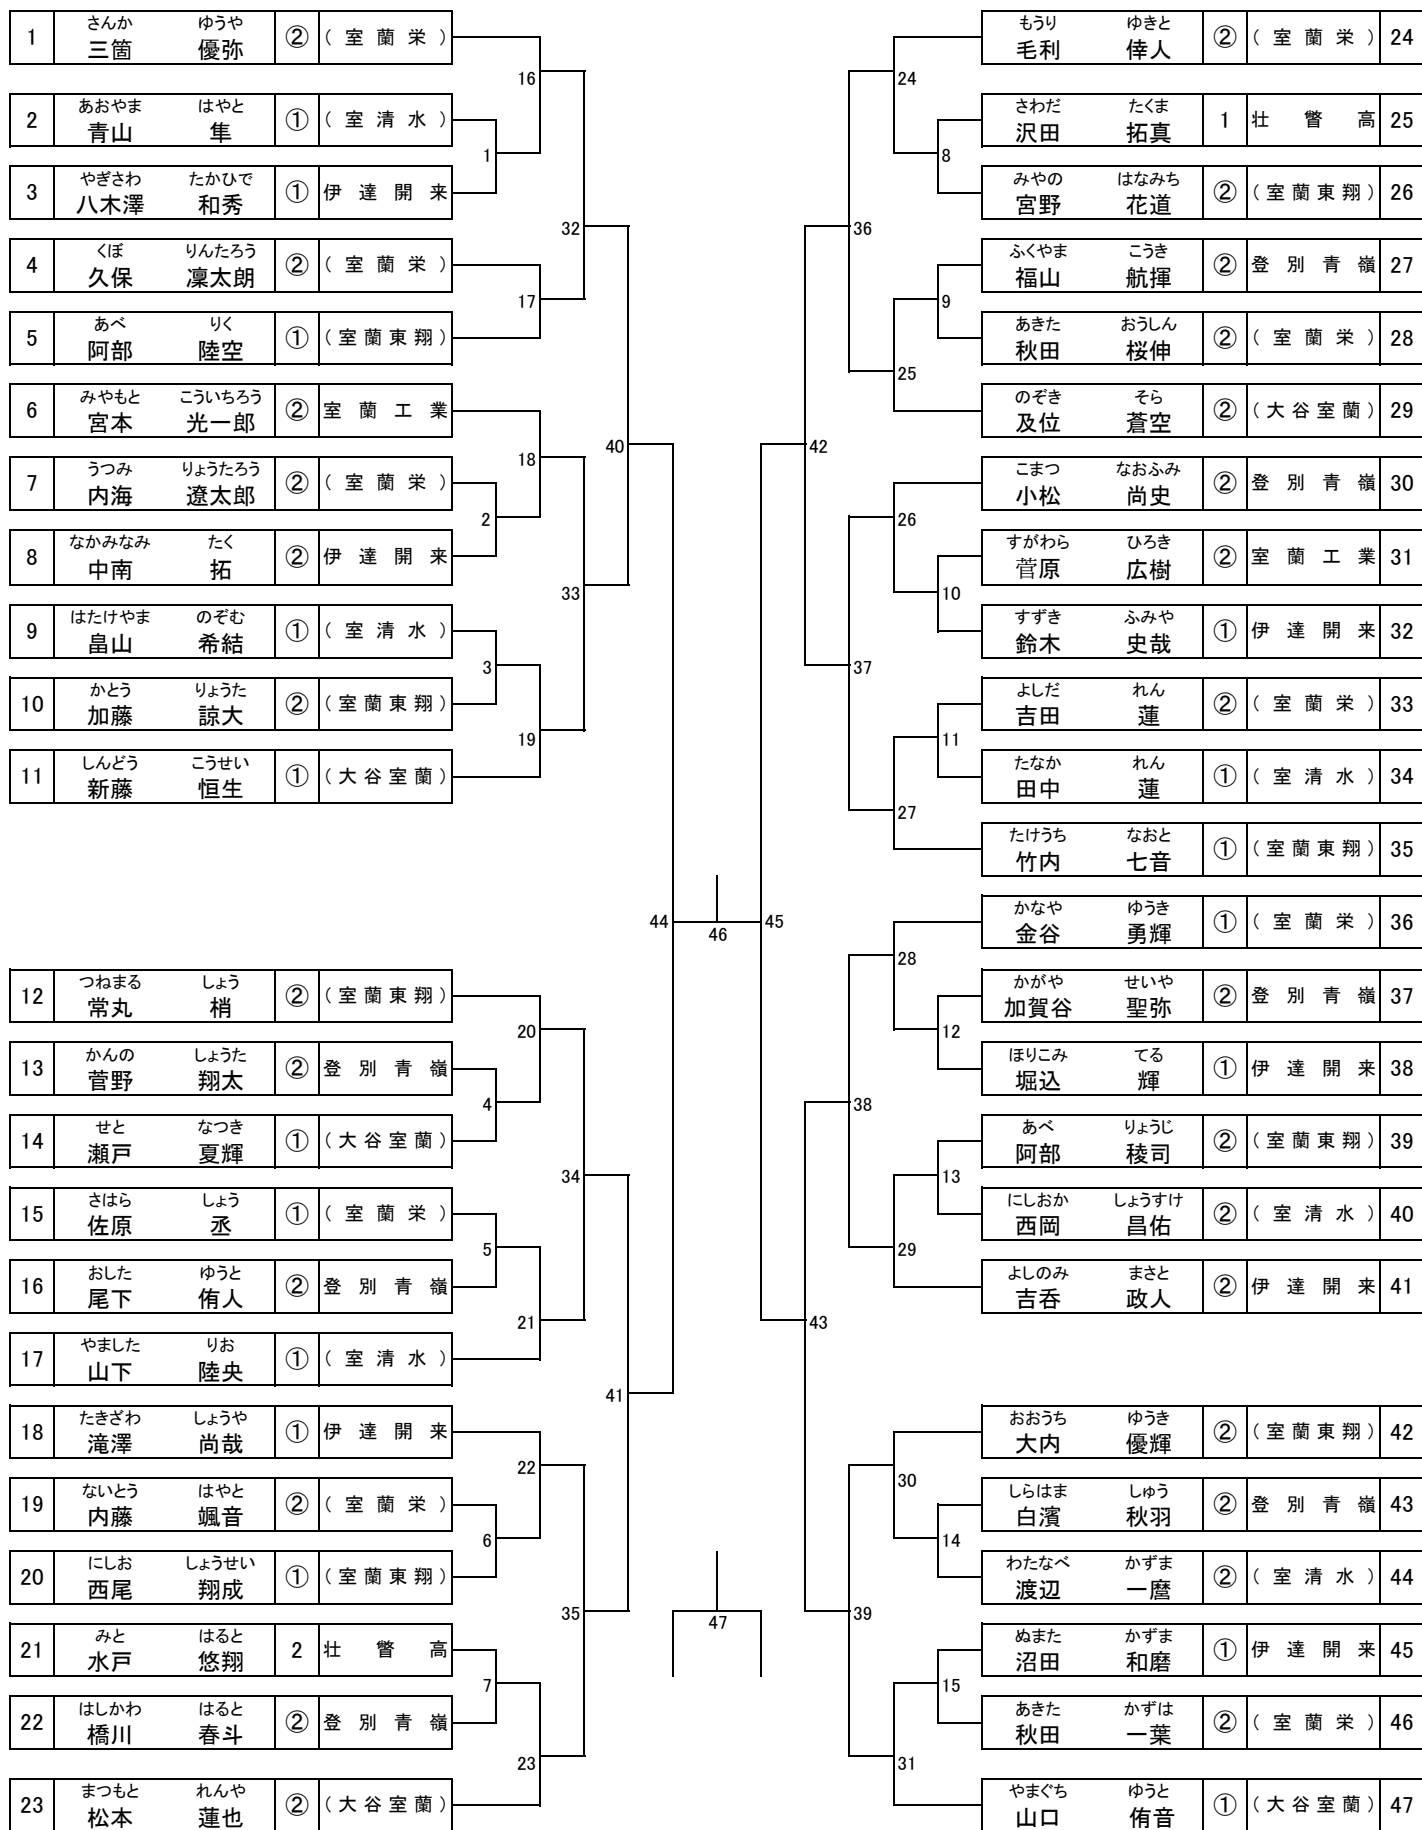 1 さんか ゆうや 三箇 優弥 ② (室蘭栄)
2 あおやま はやと 青山 隼 ① (室清水)
3 やぎさわ たかひで 八木澤 和秀 ① 伊達開来
4 くぼ りんたろう 久保 凜太朗 ② (室蘭栄)
5 あべ りく 阿部 陸空 ① (室蘭東翔)
6 みやもと こういちろう 宮本 光一郎 ② 室蘭工業
7 うつみ りょうたろう 内海 遼太郎 ② (室蘭栄)
8 なかみなみ たく 中南 拓 ② 伊達開来
9 はたけやま のぞむ 畠山 希結 ① (室清水)
10 かとう りょうた 加藤 諒大 ② (室蘭東翔)
11 しんどう こうせい 新藤 恒生 ① (大谷室蘭)
12 つねまる しょう 常丸 梢 ② (室蘭東翔)
13 かんの しょうた 菅野 翔太 ② 登別青嶺
14 せと なつき 瀬戸 夏輝 ① (大谷室蘭)
15 さはら しょう 佐原 丞 ① (室蘭栄)
16 おした ゆうと 尾下 侑人 ② 登別青嶺
17 やました りお 山下 陸央 ① (室清水)
18 たきざわ しょうや 滝澤 尚哉 ① 伊達開来
19 ないとう はやと 内藤 颯音 ② (室蘭栄)
20 にしお しょうせい 西尾 翔成 ① (室蘭東翔)
21 みと はると 水戸 悠翔 2 壮瞥高
22 はしかわ はると 橋川 春斗 ② 登別青嶺
23 まつもと れんや 松本 蓮也 ② (大谷室蘭)
1
2
3
4
5
6
7
16
17
18
19
20
21
22
23
32
33
34
35
40
41
44
46
47
45
42
43
36
37
38
39
24
25
26
27
28
29
30
31
8
9
10
11
12
13
14
15
もうり ゆきと 毛利 倖人 ② (室蘭栄) 24
さわだ たくま 沢田 拓真 1 壮瞥高 25
みやの はなみち 宮野 花道 ② (室蘭東翔) 26
ふくやま こうき 福山 航揮 ② 登別青嶺 27
あきた おうしん 秋田 桜伸 ② (室蘭栄) 28
のぞき そら 及位 蒼空 ② (大谷室蘭) 29
こまつ なおふみ 小松 尚史 ② 登別青嶺 30
すがわら ひろき 菅原 広樹 ② 室蘭工業 31
すずき ふみや 鈴木 史哉 ① 伊達開来 32
よしだ れん 吉田 蓮 ② (室蘭栄) 33
たなか れん 田中 蓮 ① (室清水) 34
たけうち なおと 竹内 七音 ① (室蘭東翔) 35
かなや ゆうき 金谷 勇輝 ① (室蘭栄) 36
かがや せいや 加賀谷 聖弥 ② 登別青嶺 37
ほりこみ てる 堀込 輝 ① 伊達開来 38
あべ りょうじ 阿部 稜司 ② (室蘭東翔) 39
にしおか しょうすけ 西岡 昌佑 ② (室清水) 40
よしのみ まさと 吉呑 政人 ② 伊達開来 41
おおうち ゆうき 大内 優輝 ② (室蘭東翔) 42
しらはま しゅう 白濱 秋羽 ② 登別青嶺 43
わたなべ かずま 渡辺 一麿 ② (室清水) 44
ぬまた かずま 沼田 和磨 ① 伊達開来 45
あきた かずは 秋田 一葉 ② (室蘭栄) 46
やまぐち ゆうと 山口 侑音 ① (大谷室蘭) 47